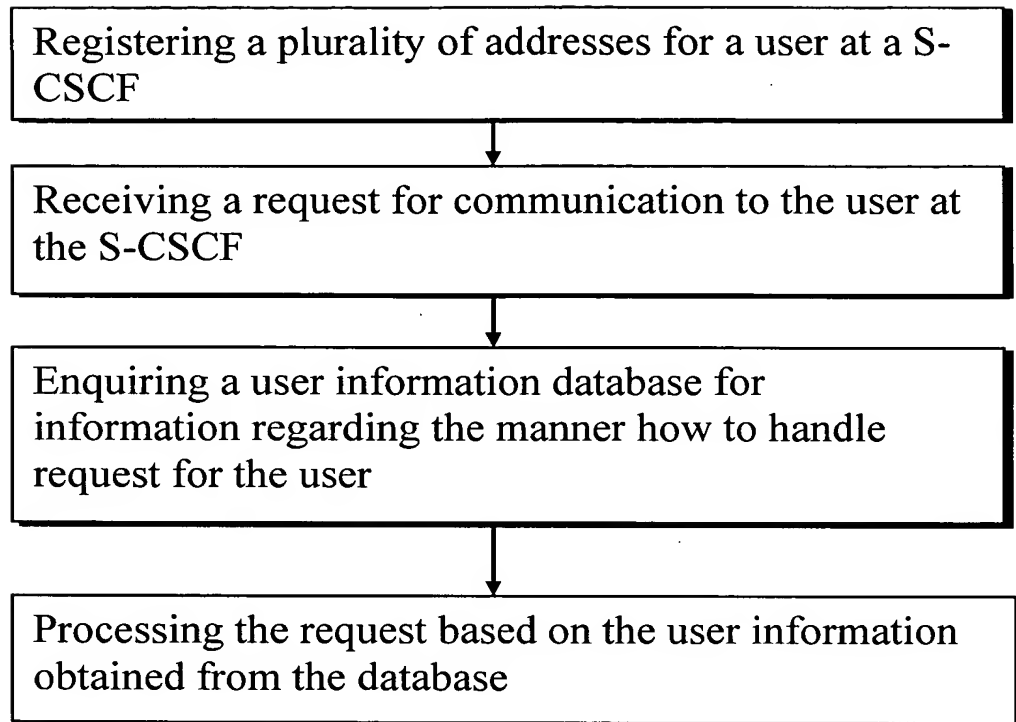 Registering a plurality of addresses for a user at a S-
CSCF
Receiving a request for communication to the user at
the S-CSCF
Enquiring a user information database for
information regarding the manner how to handle
request for the user
Processing the request based on the user information
obtained from the database